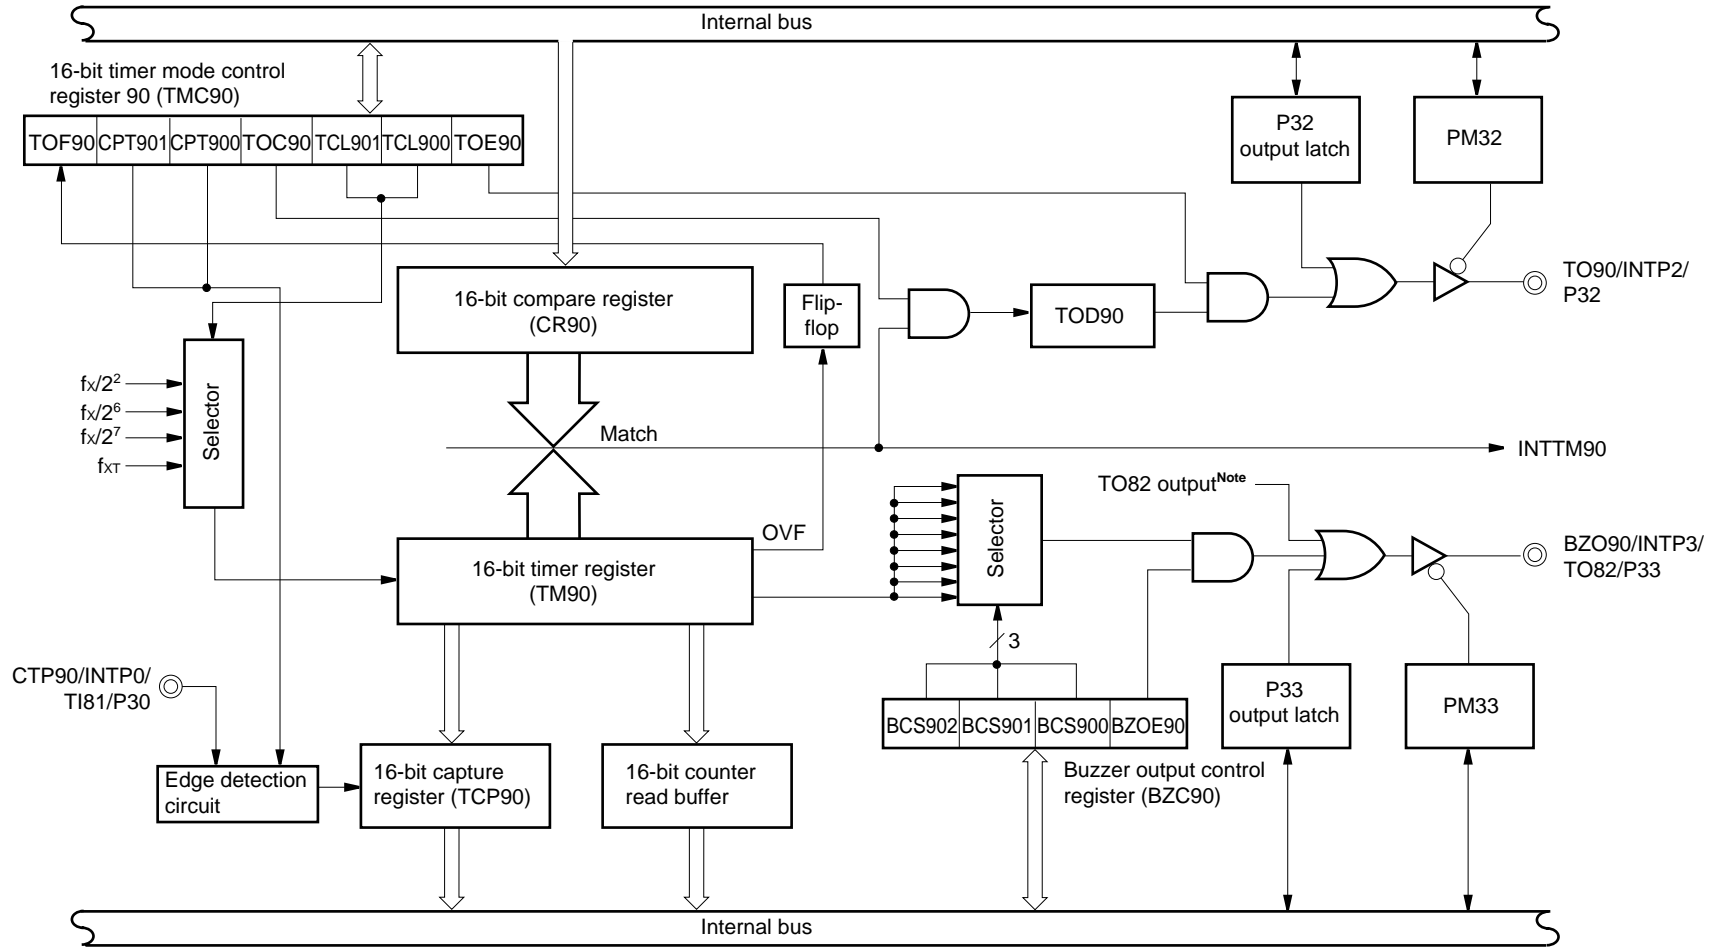 Internal bus
16-bit timer mode control
register 90 (TMC90)
TOF90 CPT901 CPT900 TOC90 TCL901 TCL900 TOE90
P32
output latch
PM32
TO90/INTP2/
P32
16-bit compare register
(CR90)
Flip-
flop
TOD90
fX/2²
fX/2⁶
fX/2⁷
fXT
Selector
Match
INTTM90
TO82 output Note
OVF
Selector
BZO90/INTP3/
TO82/P33
16-bit timer register
(TM90)
3
CTP90/INTP0/
TI81/P30
BCS902 BCS901 BCS900 BZOE90
P33
output latch
PM33
Edge detection
circuit
16-bit capture
register (TCP90)
16-bit counter
read buffer
Buzzer output control
register (BZC90)
Internal bus